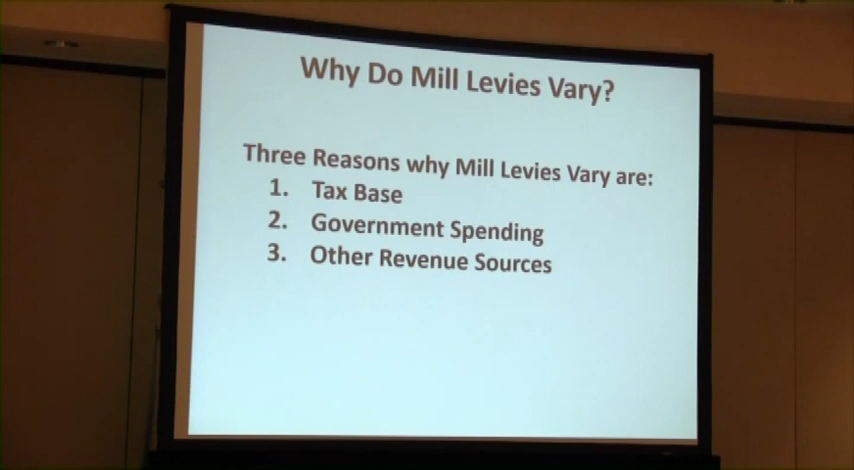 Why Do Mill Levies Vary?
Three Reasons why Mill Levies Vary are:
1. Tax Base
2. Government Spending
3. Other Revenue Sources